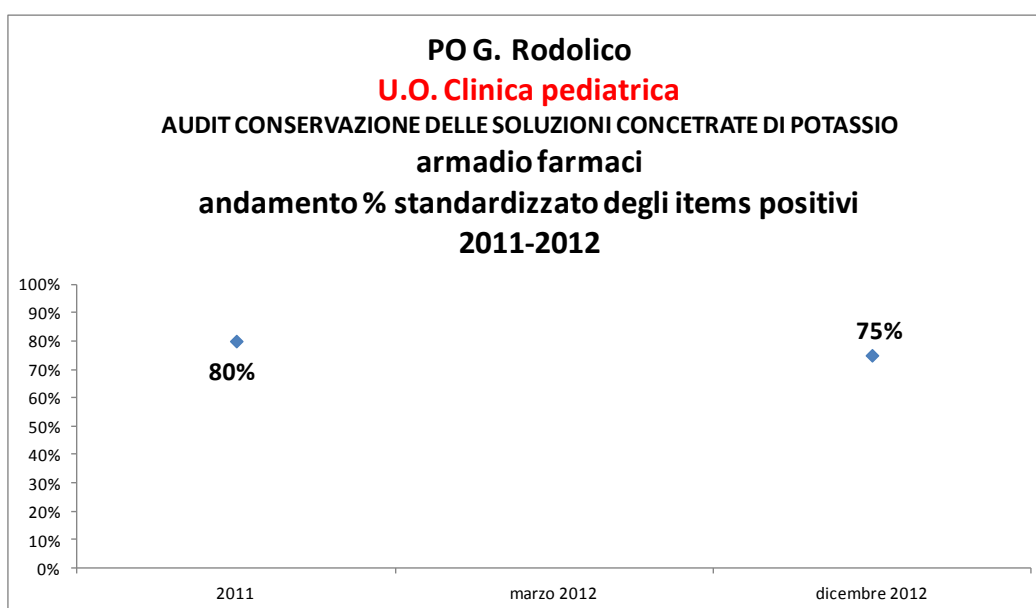 PO G. Rodolico
U.O. Clinica pediatrica
AUDIT CONSERVAZIONE DELLE SOLUZIONI CONCETRATE DI POTASSIO
armadio farmaci
andamento % standardizzato degli items positivi
2011-2012
100%
90%
80%
70%
60%
50%
40%
30%
20%
10%
0%
80%
75%
2011
marzo 2012
dicembre 2012